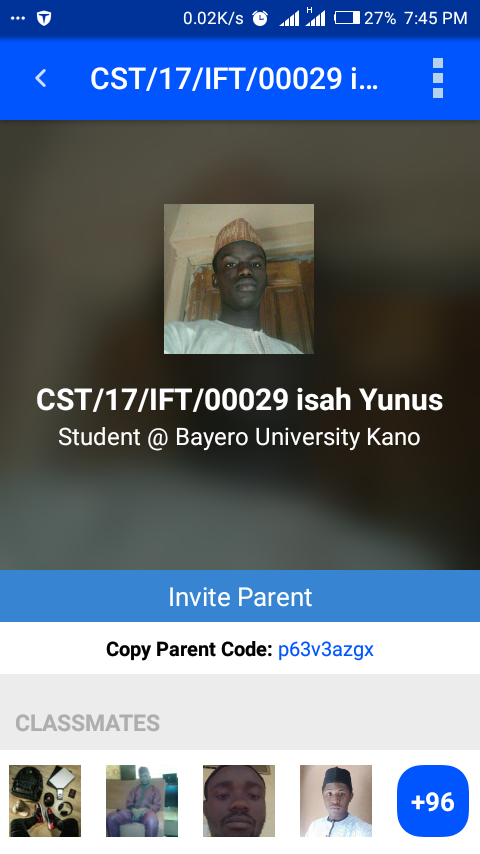 0.02K/s H 27% 7:45 PM
CST/17/IFT/00029 i...
CST/17/IFT/00029 isah Yunus
Student @ Bayero University Kano
Invite Parent
Copy Parent Code: p63v3azgx
CLASSMATES
+96